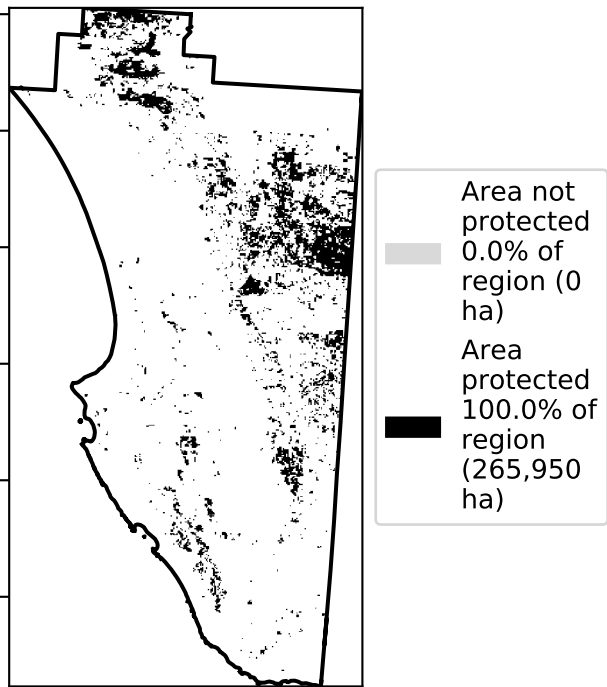 Area not
protected
0.0% of
region (0
ha)
Area
protected
100.0% of
region
(265,950
ha)